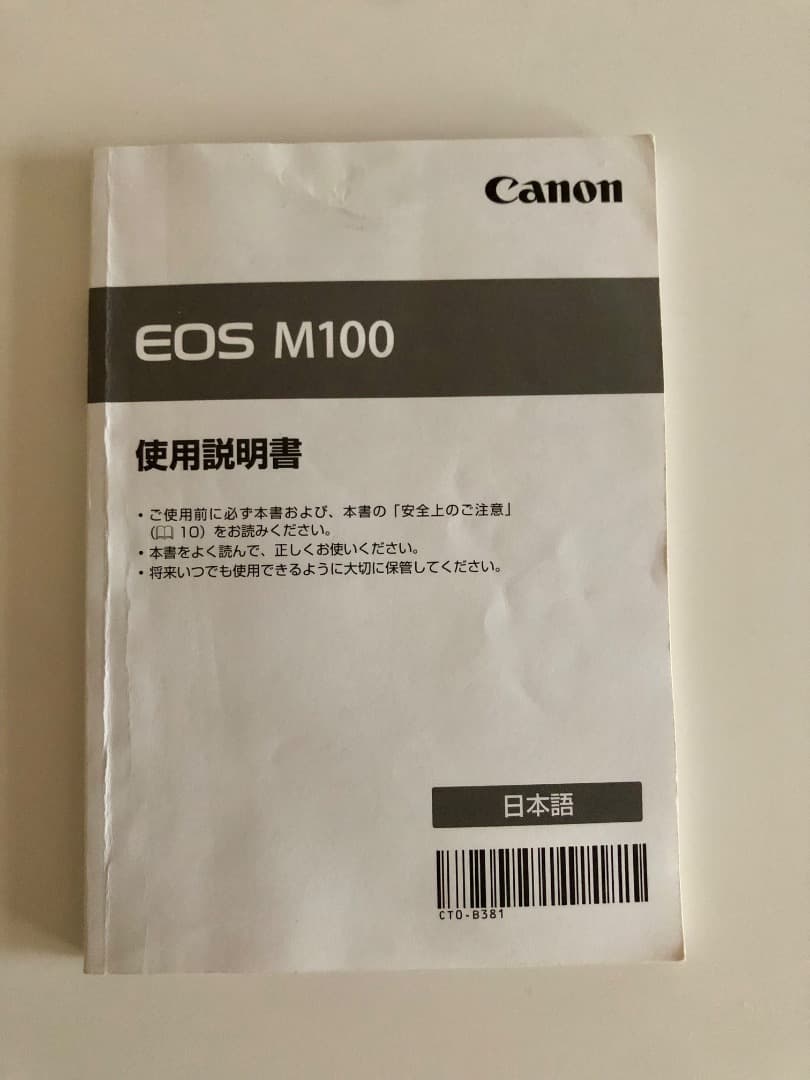 Canon
EOS M100
使用説明書
・ご使用前に必ず本書および、本書の「安全上のご注意」
（📖 10）をお読みください。
・本書をよく読んで、正しくお使いください。
・将来いつでも使用できるように大切に保管してください。
日本語
CT0-B381